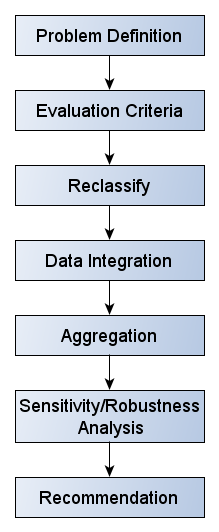 Problem Definition
Evaluation Criteria
Reclassify
Data Integration
Aggregation
Sensitivity/Robustness
Analysis
Recommendation